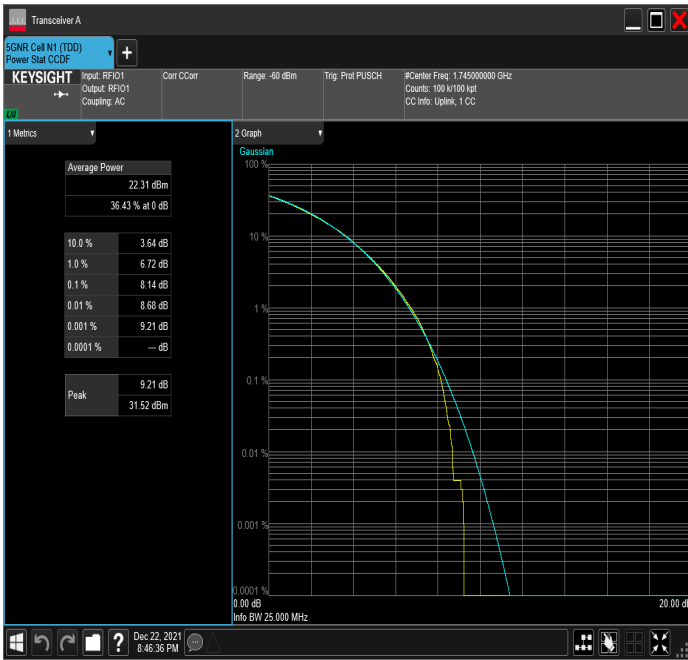 Transceiver A
5GNR Cell N1 (TDD)
Power Stat CCDF
KEYSIGHT
Input: RFIO1
Output: RFIO1
Coupling: AC
Corr CCorr
Range: -60 dBm
Trig: Prot PUSCH
#Center Freq: 1.745000000 GHz
Counts: 100 k/100 kpt
CC Info: Uplink, 1 CC
LXI
1 Metrics
Average Power
22.31 dBm
36.43 % at 0 dB
10.0 % 3.64 dB
1.0 % 6.72 dB
0.1 % 8.14 dB
0.01 % 8.68 dB
0.001 % 9.21 dB
0.0001 % --- dB
Peak
9.21 dB
31.52 dBm
2 Graph
Gaussian
100 %
10 %
1 %
0.1 %
0.01 %
0.001 %
0.0001 %
0.00 dB
20.00 dB
Info BW 25.000 MHz
Dec 22, 2021
8:46:36 PM